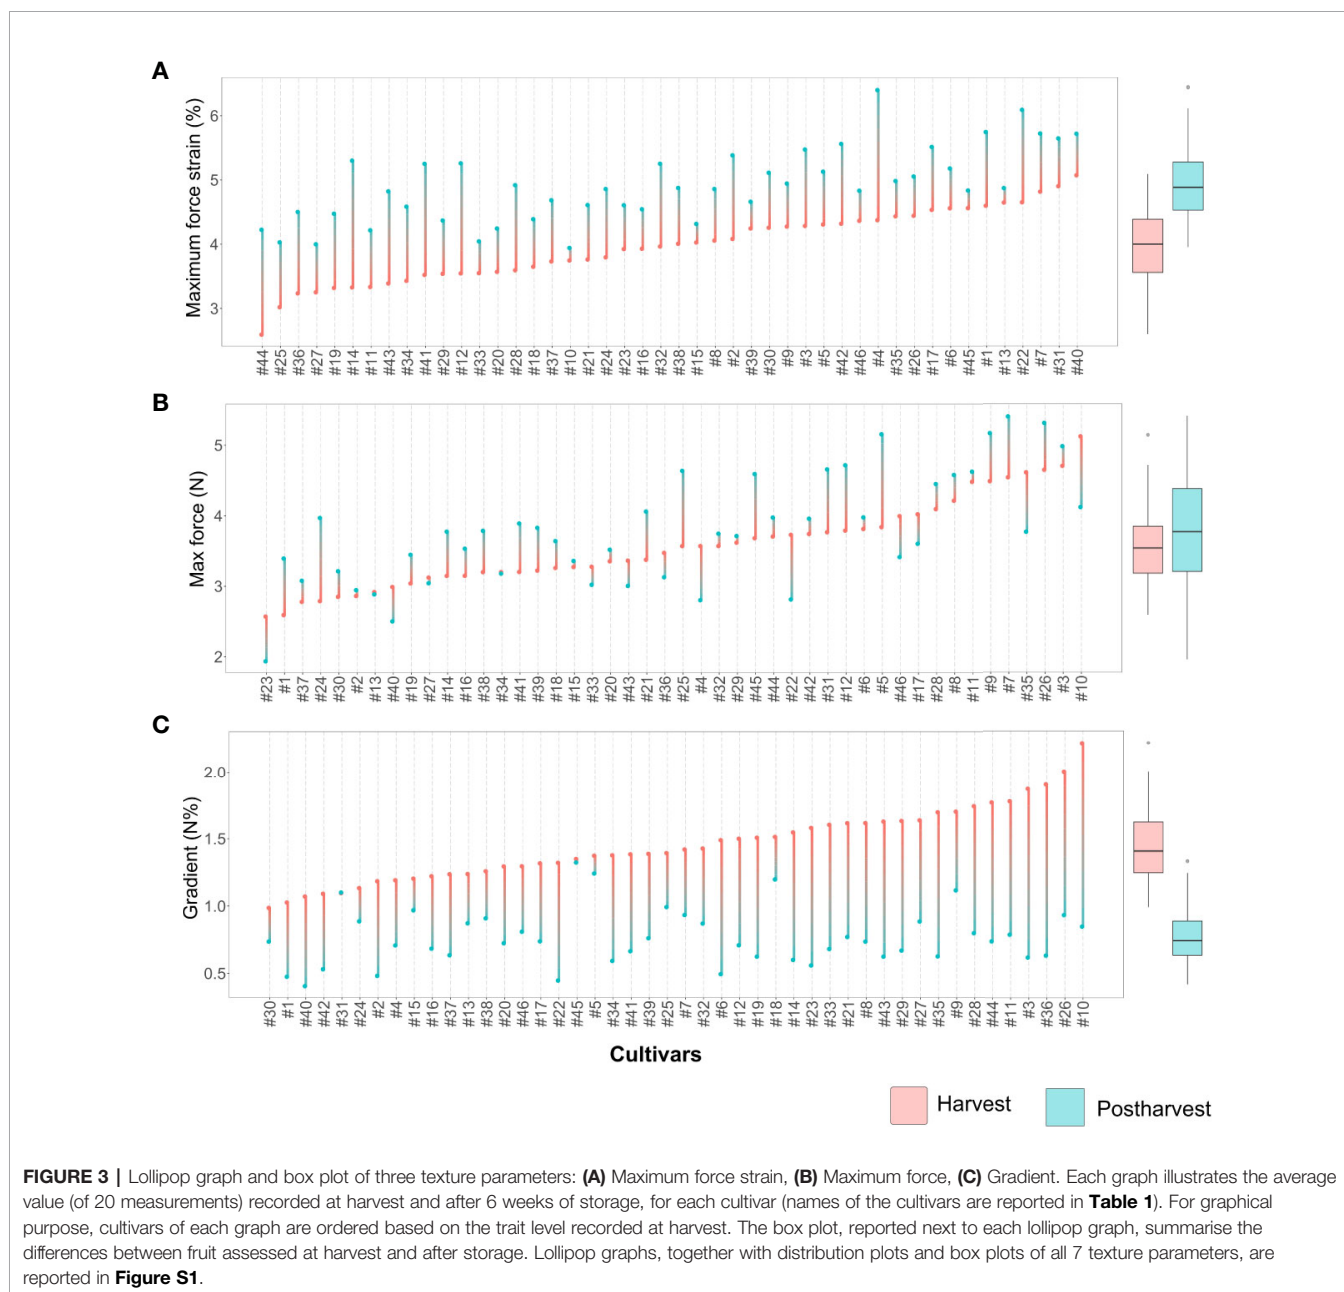 A
Maximum force strain (%)
6
5
4
3
#44 #25 #36 #27 #19 #14 #11 #43 #34 #41 #29 #12 #33 #20 #28 #18 #37 #10 #21 #24 #23 #16 #32 #38 #15 #8 #2 #39 #30 #9 #3 #5 #42 #46 #4 #35 #26 #17 #6 #45 #1 #13 #22 #7 #31 #40
B
Max force (N)
5
4
3
2
#23 #1 #37 #24 #30 #2 #13 #40 #19 #27 #14 #16 #38 #34 #41 #39 #18 #15 #33 #20 #43 #21 #36 #25 #4 #32 #29 #45 #44 #22 #42 #31 #12 #6 #5 #46 #17 #28 #8 #11 #9 #7 #35 #26 #3 #10
C
Gradient (N%)
2.0
1.5
1.0
0.5
#30 #1 #40 #42 #31 #24 #2 #4 #15 #16 #37 #13 #38 #20 #46 #17 #22 #45 #5 #34 #41 #39 #25 #7 #32 #6 #12 #19 #18 #14 #23 #33 #21 #8 #43 #29 #27 #35 #9 #28 #44 #11 #3 #36 #26 #10
Cultivars
Harvest
Postharvest
FIGURE 3 | Lollipop graph and box plot of three texture parameters: (A) Maximum force strain, (B) Maximum force, (C) Gradient. Each graph illustrates the average
value (of 20 measurements) recorded at harvest and after 6 weeks of storage, for each cultivar (names of the cultivars are reported in Table 1). For graphical
purpose, cultivars of each graph are ordered based on the trait level recorded at harvest. The box plot, reported next to each lollipop graph, summarise the
differences between fruit assessed at harvest and after storage. Lollipop graphs, together with distribution plots and box plots of all 7 texture parameters, are
reported in Figure S1.